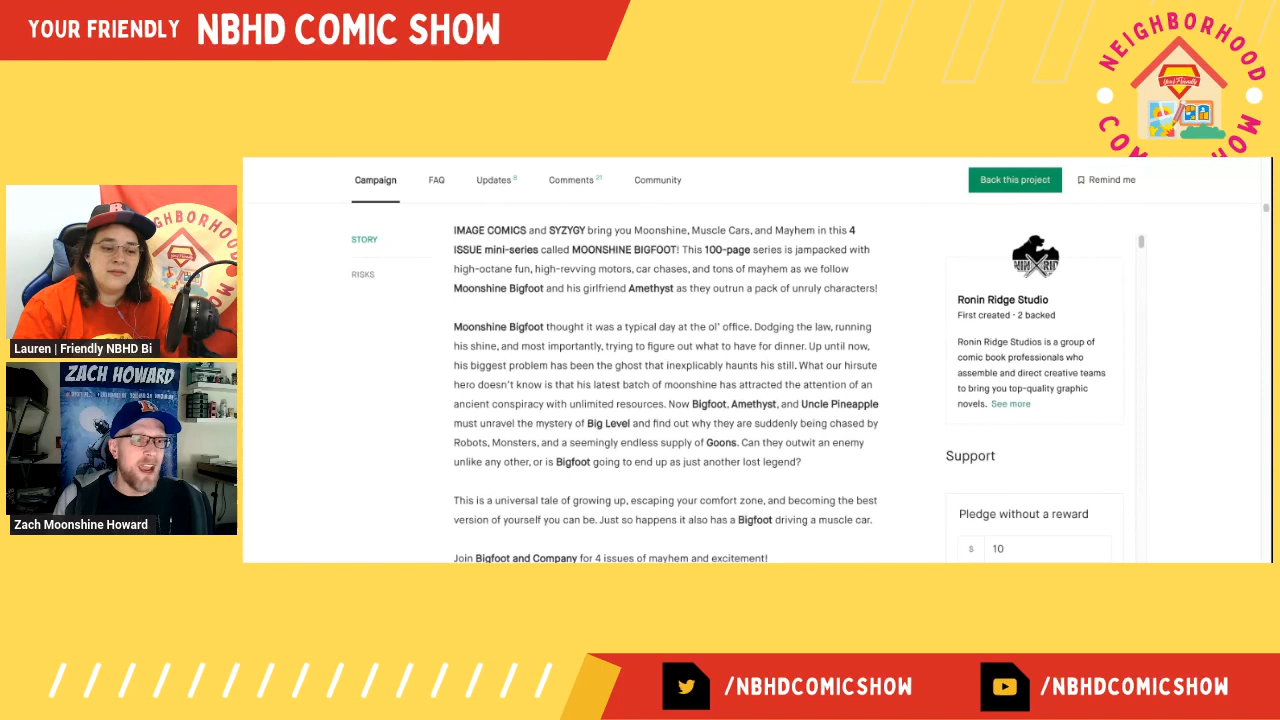 YOUR FRIENDLY NBHD COMIC SHOW
NEIGHBORHOOD
Your Friendly
Campaign FAQ Updates 8 Comments 21 Community
Back this project
Remind me
STORY
RISKS
IMAGE COMICS and SYZYGY bring you Moonshine, Muscle Cars, and Mayhem in this 4
ISSUE mini-series called MOONSHINE BIGFOOT! This 100-page series is jampacked with
high-octane fun, high-revving motors, car chases, and tons of mayhem as we follow
Moonshine Bigfoot and his girlfriend Amethyst as they outrun a pack of unruly characters!
Moonshine Bigfoot thought it was a typical day at the ol' office. Dodging the law, running
his shine, and most importantly, trying to figure out what to have for dinner. Up until now,
his biggest problem has been the ghost that inexplicably haunts his still. What our hirsute
hero doesn't know is that his latest batch of moonshine has attracted the attention of an
ancient conspiracy with unlimited resources. Now Bigfoot, Amethyst, and Uncle Pineapple
must unravel the mystery of Big Level and find out why they are suddenly being chased by
Robots, Monsters, and a seemingly endless supply of Goons. Can they outwit an enemy
unlike any other, or is Bigfoot going to end up as just another lost legend?
This is a universal tale of growing up, escaping your comfort zone, and becoming the best
version of yourself you can be. Just so happens it also has a Bigfoot driving a muscle car.
Join Bigfoot and Company for 4 issues of mayhem and excitement!
Ronin Ridge Studio
First created · 2 backed
Ronin Ridge Studios is a group of
comic book professionals who
assemble and direct creative teams
to bring you top-quality graphic
novels. See more
Support
Pledge without a reward
$ 10
Lauren | Friendly NBHD Bi
ZACH HOWARD
Zach Moonshine Howard
/NBHDCOMICSHOW
/NBHDCOMICSHOW